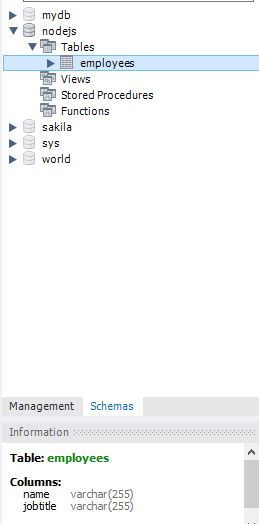 mydb
nodejs
Tables
employees
Views
Stored Procedures
Functions
sakila
sys
world
Management Schemas
Information
Table: employees
Columns:
name varchar(255)
jobtitle varchar(255)